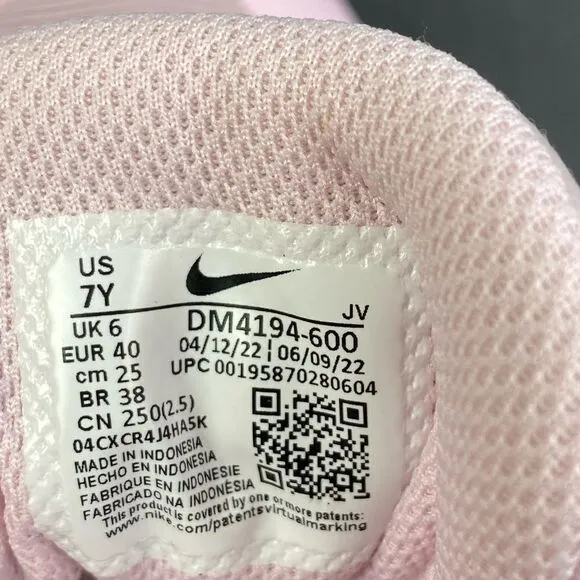 US
7Y
JV
UK 6
DM4194-600
EUR 40
04/12/22 | 06/09/22
cm 25
UPC 00195870280604
BR 38
CN 250(2.5)
04CXCR4J4HA5K
MADE IN INDONESIA
HECHO EN INDONESIA
FABRIQUE EN INDONESIE
FABRICADO NA INDONÉSIA
This product is covered by one or more patents:
www.nike.com/patentsvirtualmarking